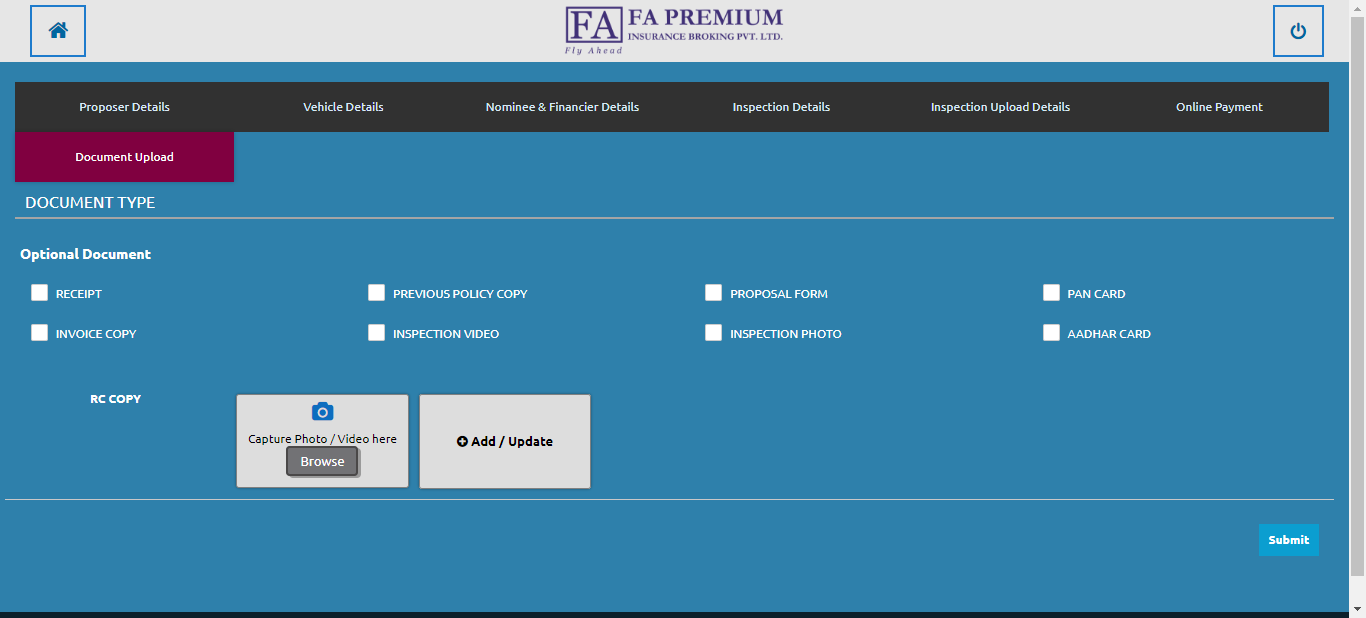 FA FA PREMIUM
INSURANCE BROKING PVT. LTD.
Fly Ahead
Proposer Details
Vehicle Details
Nominee & Financier Details
Inspection Details
Inspection Upload Details
Online Payment
Document Upload
DOCUMENT TYPE
Optional Document
RECEIPT
PREVIOUS POLICY COPY
PROPOSAL FORM
PAN CARD
INVOICE COPY
INSPECTION VIDEO
INSPECTION PHOTO
AADHAR CARD
RC COPY
Capture Photo / Video here
Browse
Add / Update
Submit